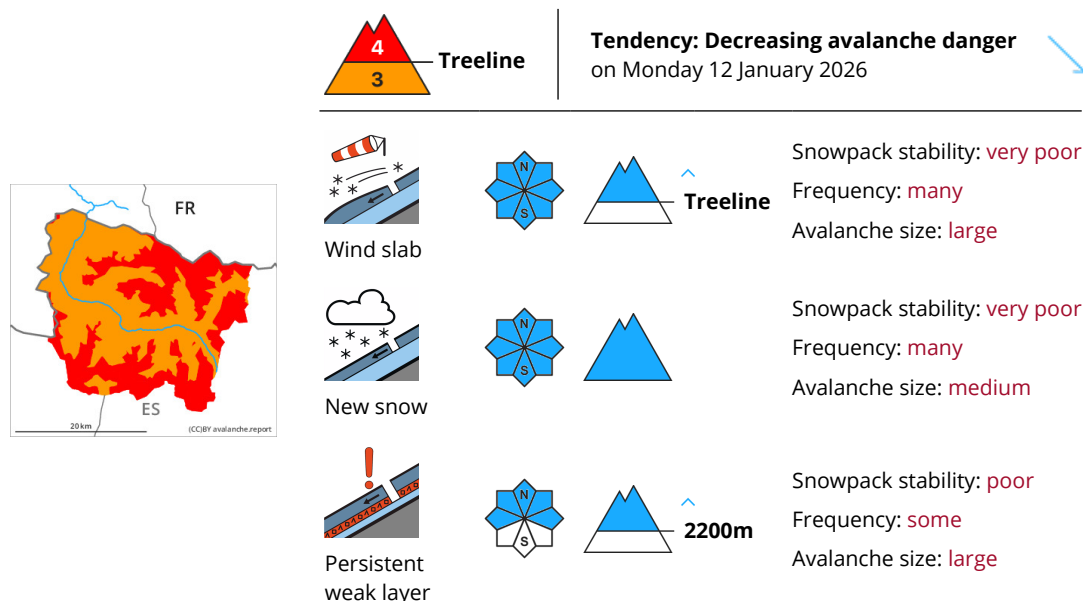 4
3
Treeline
Tendency: Decreasing avalanche danger
on Monday 12 January 2026
FR
ES
20 km
(CC)BY avalanche.report
Wind slab
N
S
Treeline
Snowpack stability: very poor
Frequency: many
Avalanche size: large
New snow
N
S
Snowpack stability: very poor
Frequency: many
Avalanche size: medium
Persistent
weak layer
N
S
2200m
Snowpack stability: poor
Frequency: some
Avalanche size: large